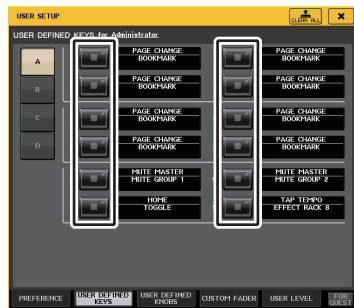 USER SETUP
CLEAR ALL
USER DEFINED KEYS for Administrator
A
PAGE CHANGE
BOOKMARK
PAGE CHANGE
BOOKMARK
B
PAGE CHANGE
BOOKMARK
PAGE CHANGE
BOOKMARK
C
PAGE CHANGE
BOOKMARK
PAGE CHANGE
BOOKMARK
D
PAGE CHANGE
BOOKMARK
PAGE CHANGE
BOOKMARK
MUTE MASTER
MUTE GROUP 1
MUTE MASTER
MUTE GROUP 2
HOME
TOGGLE
TAP TEMPO
EFFECT RACK 8
PREFERENCE
USER DEFINED
KEYS
USER DEFINED
KNOBS
CUSTOM FADER
USER LEVEL
FOR
GUEST